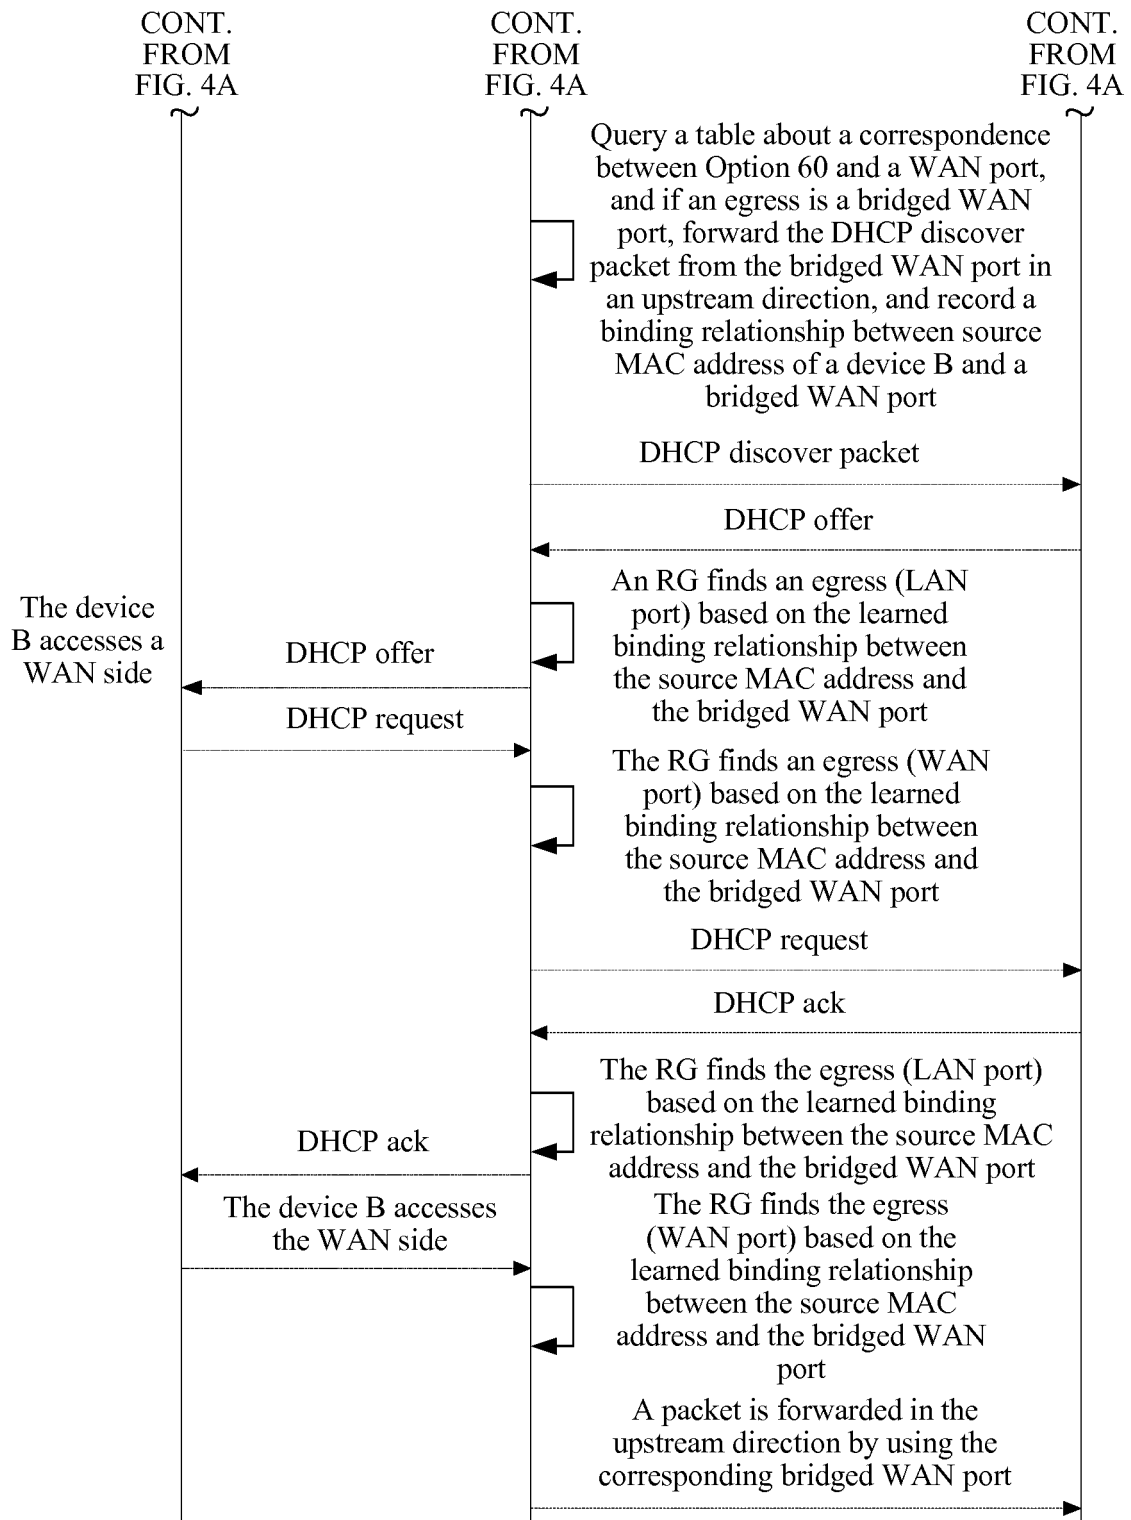 CONT.
FROM
FIG. 4A
CONT.
FROM
FIG. 4A
CONT.
FROM
FIG. 4A
Query a table about a correspondence
between Option 60 and a WAN port,
and if an egress is a bridged WAN
port, forward the DHCP discover
packet from the bridged WAN port in
an upstream direction, and record a
binding relationship between source
MAC address of a device B and a
bridged WAN port
DHCP discover packet
DHCP offer
The device
B accesses a
WAN side
An RG finds an egress (LAN
port) based on the learned
binding relationship between
the source MAC address and
the bridged WAN port
DHCP offer
DHCP request
The RG finds an egress (WAN
port) based on the learned
binding relationship between
the source MAC address and
the bridged WAN port
DHCP request
DHCP ack
The RG finds the egress (LAN port)
based on the learned binding
relationship between the source MAC
address and the bridged WAN port
DHCP ack
The device B accesses
the WAN side
The RG finds the egress
(WAN port) based on the
learned binding relationship
between the source MAC
address and the bridged WAN
port
A packet is forwarded in the
upstream direction by using the
corresponding bridged WAN port